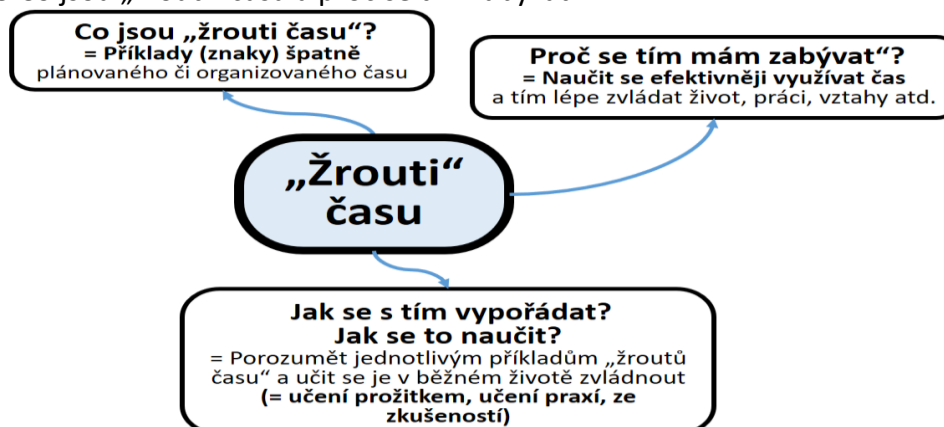 Co jsou „žrouti času“?
= Příklady (znaky) špatně
plánovaného či organizovaného času
Proč se tím mám zabývat“?
= Naučit se efektivněji využívat čas
a tím lépe zvládat život, práci, vztahy atd.
„Žrouti“
času
Jak se s tím vypořádat?
Jak se to naučit?
= Porozumět jednotlivým příkladům „žroutů
času“ a učit se je v běžném životě zvládnout
(= učení prožitkem, učení praxí, ze
zkušeností)